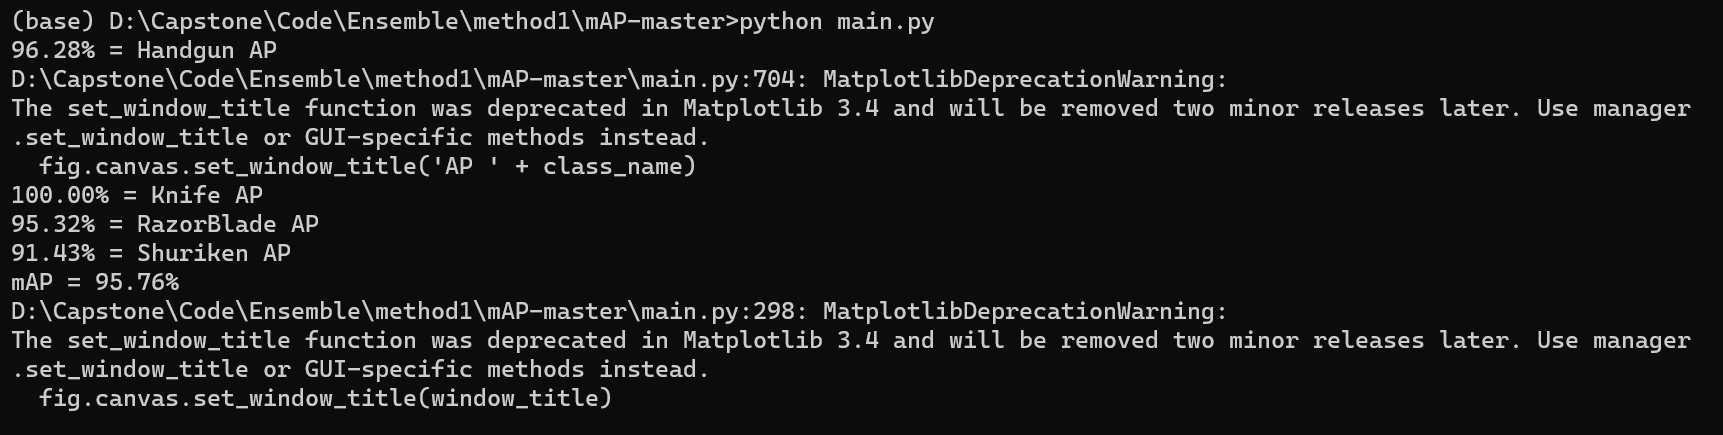 (base) D:\Capstone\Code\Ensemble\method1\mAP-master>python main.py
96.28% = Handgun AP
D:\Capstone\Code\Ensemble\method1\mAP-master\main.py:704: MatplotlibDeprecationWarning:
The set_window_title function was deprecated in Matplotlib 3.4 and will be removed two minor releases later. Use manager
.set_window_title or GUI-specific methods instead.
  fig.canvas.set_window_title('AP ' + class_name)
100.00% = Knife AP
95.32% = RazorBlade AP
91.43% = Shuriken AP
mAP = 95.76%
D:\Capstone\Code\Ensemble\method1\mAP-master\main.py:298: MatplotlibDeprecationWarning:
The set_window_title function was deprecated in Matplotlib 3.4 and will be removed two minor releases later. Use manager
.set_window_title or GUI-specific methods instead.
  fig.canvas.set_window_title(window_title)